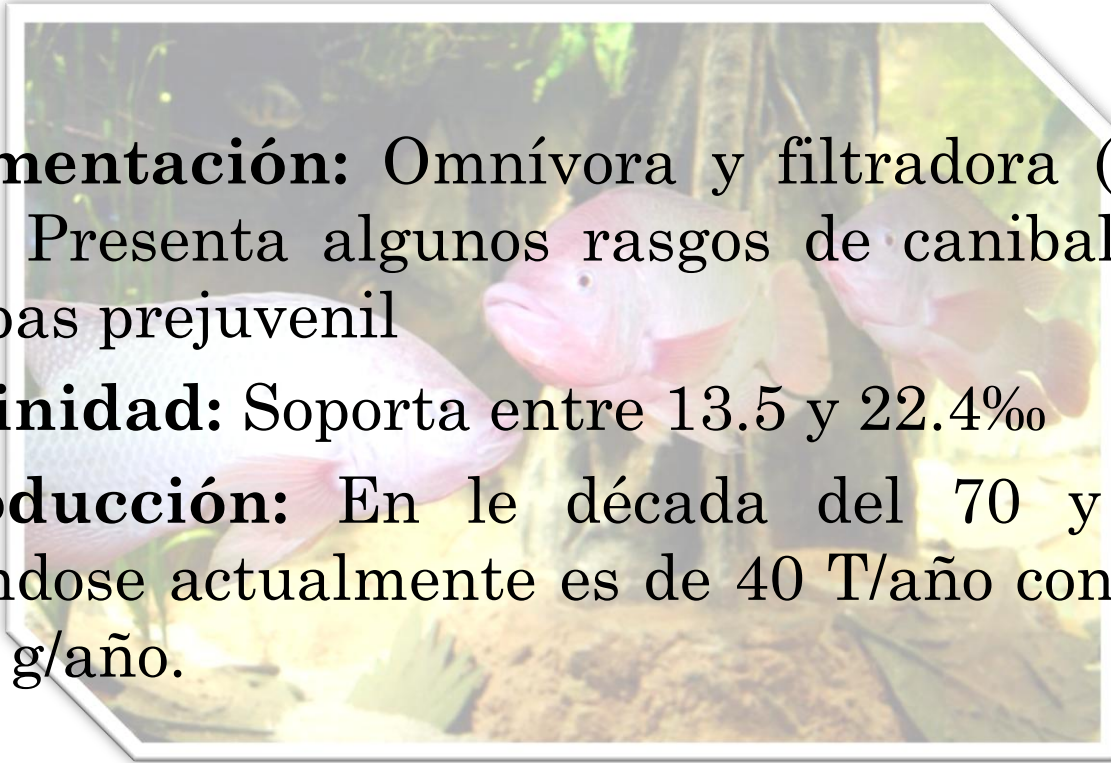 mentación: Omnívora y filtradora (
Presenta algunos rasgos de canibal
pas prejuvenil
inidad: Soporta entre 13.5 y 22.4‰
oducción: En le década del 70 y
ndose actualmente es de 40 T/año con
g/año.